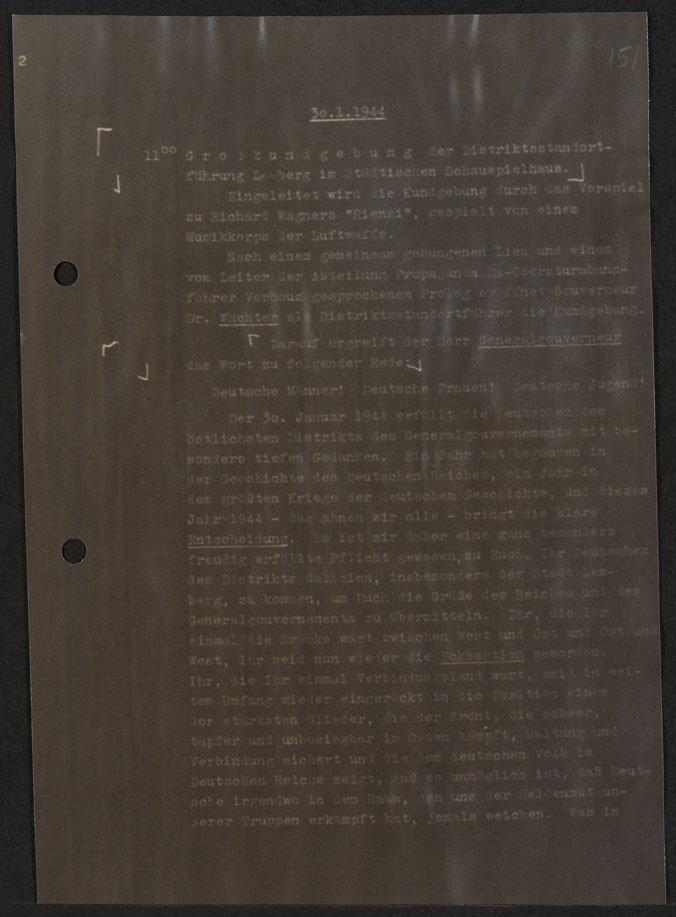 2
151
30.1.1944
11oo Großkundgebung der Distriktsstandort-
führung Lemberg im Städtischen Schauspielhaus.
Eingeleitet wird die Kundgebung durch das Vorspiel
zu Richard Wagners "Rienzi", gespielt von einem
Musikkorps der Luftwaffe.
Nach einem gemeinsam gesungenen Lied und einem
vom Leiter der Abteilung Propaganda SA-Obersturmbann-
führer gesprochenen Prolog eröffnet Gouverneur
Dr. Wächter als Distriktsstandortführer die Kundgebung.
Darauf ergreift der Herr Generalgouverneur
das Wort zu folgender Rede:
Deutsche Männer! Deutsche Frauen! Deutsche Jugend!
Der 3o. Januar 1944 erfüllt die Deutschen des
östlichsten Distrikts des Generalgouvernements mit be-
sonders tiefen Gedanken. Ein Jahr hat begonnen in
der Geschichte des Deutschen Reiches, ein Jahr in
dem größten Kriege der deutschen Geschichte, und dieses
Jahr 1944 - das ahnen wir alle - bringt die klare
Entscheidung. Es ist mir daher eine ganz besonders
freudig erfüllte Pflicht gewesen, zu Euch, Ihr Deutschen
des Distrikts Galizien, insbesondere der Stadt Lem-
berg, zu kommen, um Euch die Grüße des Reiches und des
Generalgouvernements zu übermitteln. Ihr, die Ihr
einmal die Brücke wart zwischen West und Ost und Ost und
West, Ihr seid nun wieder die Eckbastion geworden.
Ihr, die Ihr einmal Verbindungsland wart, seid in wei-
tem Umfang wieder eingerückt in die Position eines
der stärksten Glieder, die der Front, die schwer,
tapfer und unbesiegbar im Osten kämpft, Haltung und
Verbindung sichert und die dem deutschen Volk im
Deutschen Reiche zeigt, daß es unmöglich ist, daß Deut-
sche irgendwo in dem Raum, den uns der Heldenmut un-
serer Truppen erkämpft hat, jemals weichen. Was in